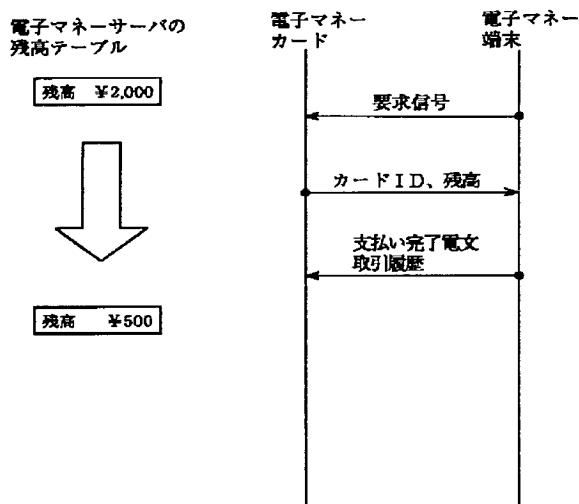 電子マネーサーバの
残高テーブル
残高 ¥2,000
残高 ¥500
電子マネー
カード
電子マネー
端末
要求信号
カードID、残高
支払い完了電文
取引履歴